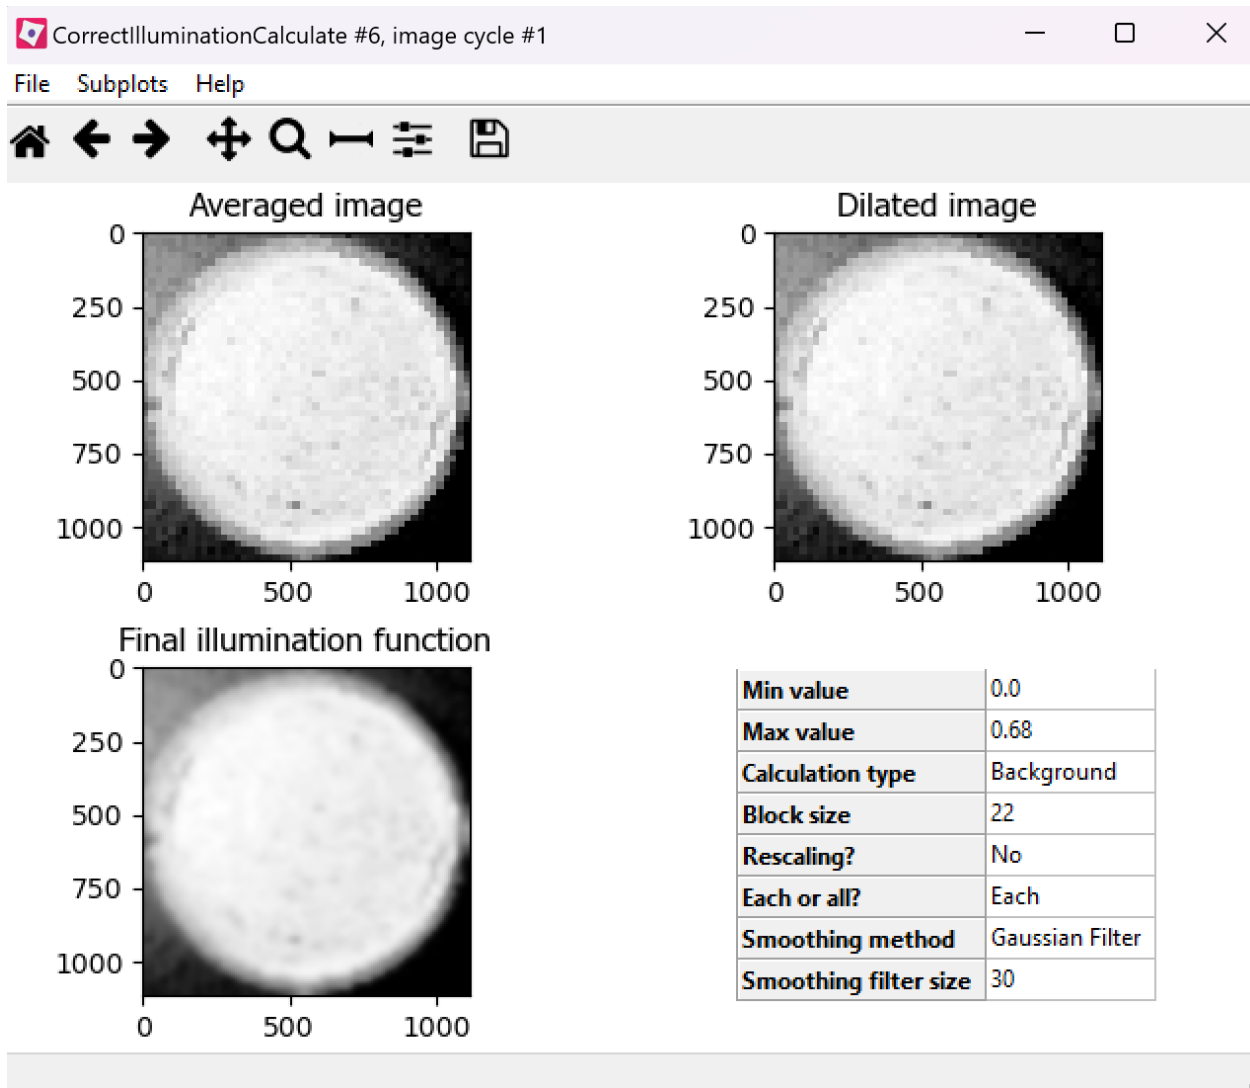 CorrectIlluminationCalculate #6, image cycle #1
File Subplots Help
Averaged image
0
250
500
750
1000
0 500 1000
Dilated image
0
250
500
750
1000
0 500 1000
Final illumination function
0
250
500
750
1000
0 500 1000
Min value 0.0
Max value 0.68
Calculation type Background
Block size 22
Rescaling? No
Each or all? Each
Smoothing method Gaussian Filter
Smoothing filter size 30